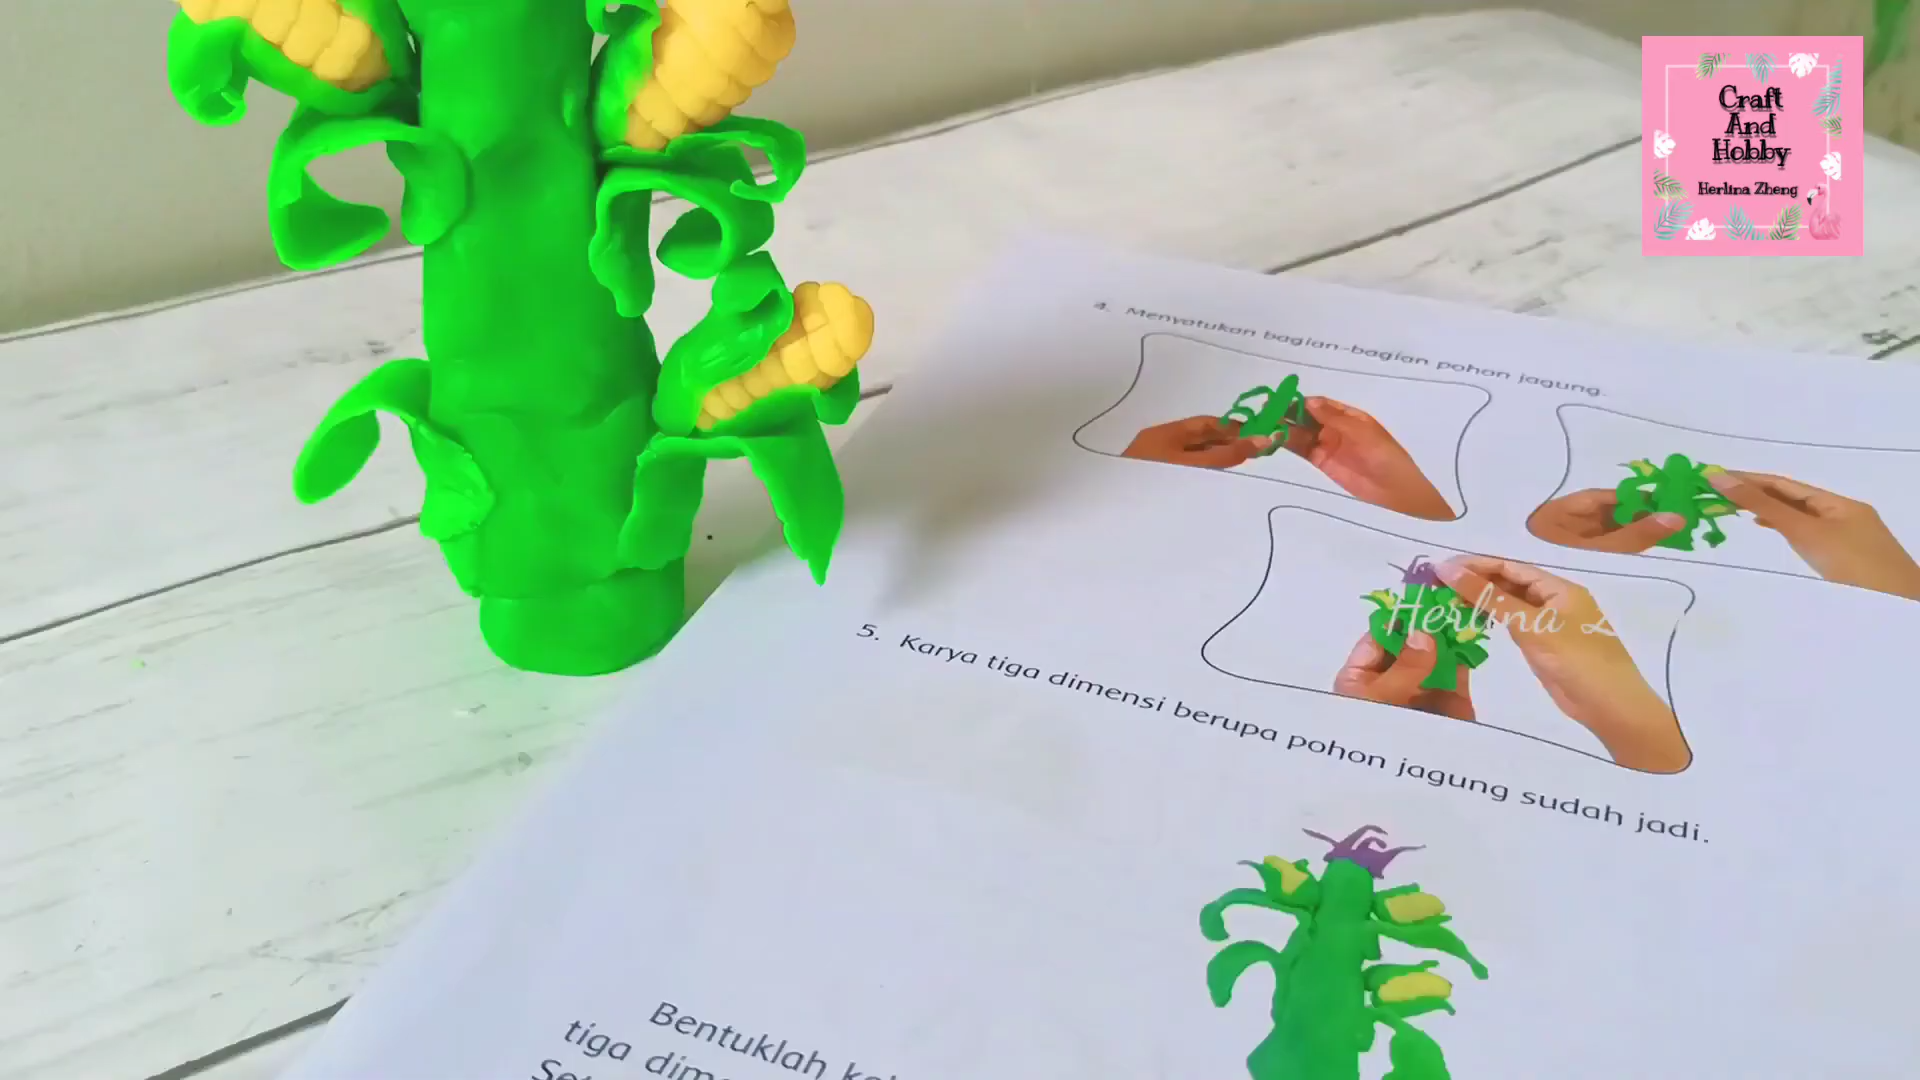 Craft
And
Hobby
Herlina Zheng
4. Menyatukan bagian-bagian pohon jagung.
Herlina
5. Karya tiga dimensi berupa pohon jagung sudah jadi.
Bentuklah
tiga